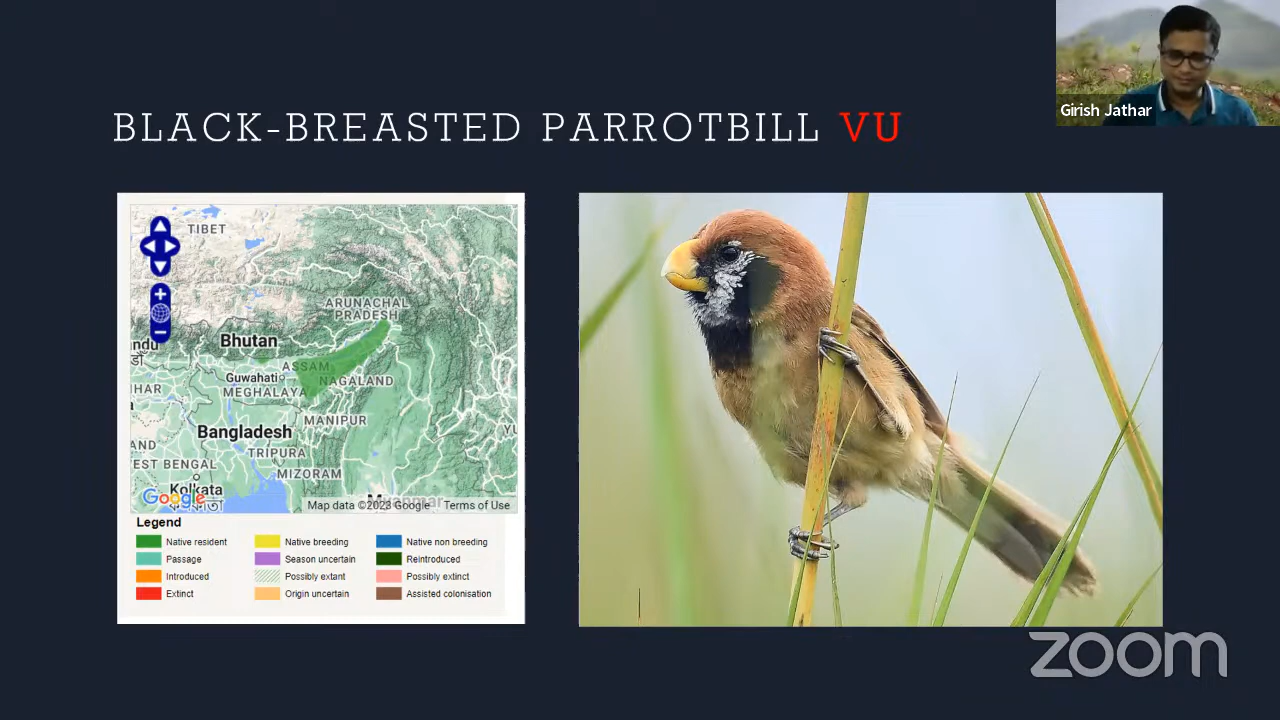 Girish Jathar
BLACK-BREASTED PARROTBILL VU
TIBET
ARUNACHAL
PRADESH
Bhutan
ASSAM
Guwahati
NAGALAND
MEGHALAYA
MANIPUR
Bangladesh
TRIPURA
MIZORAM
EST BENGAL
Kolkata
Google
Map data ©2023 Google
Terms of Use
Legend
Native resident
Native breeding
Native non breeding
Passage
Season uncertain
Reintroduced
Introduced
Possibly extant
Possibly extinct
Extinct
Origin uncertain
Assisted colonisation
zoom